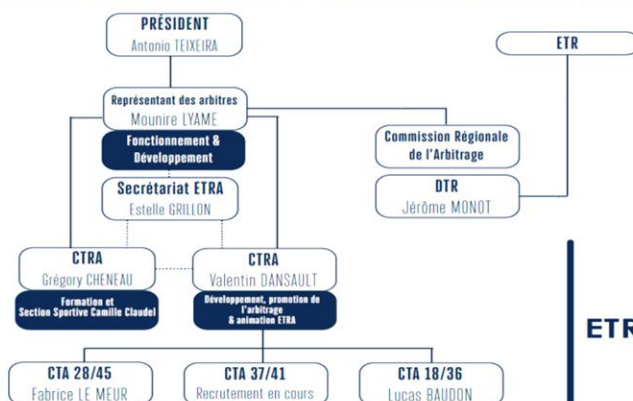 PRÉSIDENT
Antonio TEIXEIRA
ETR
Représentant des arbitres
Mounire LYAME
Fonctionnement &
Développement
Commission Régionale
de l'Arbitrage
Secrétariat ETRA
Estelle GRILLON
DTR
Jérôme MONOT
CTRA
Grégory CHENEAU
Formation et
Section Sportive Camille Claudel
CTRA
Valentin DANSAULT
Développement, promotion de
l'arbitrage
& animation ETRA
ETR
CTA 28/45
Fabrice LE MEUR
CTA 37/41
Recrutement en cours
CTA 18/36
Lucas BAUDON